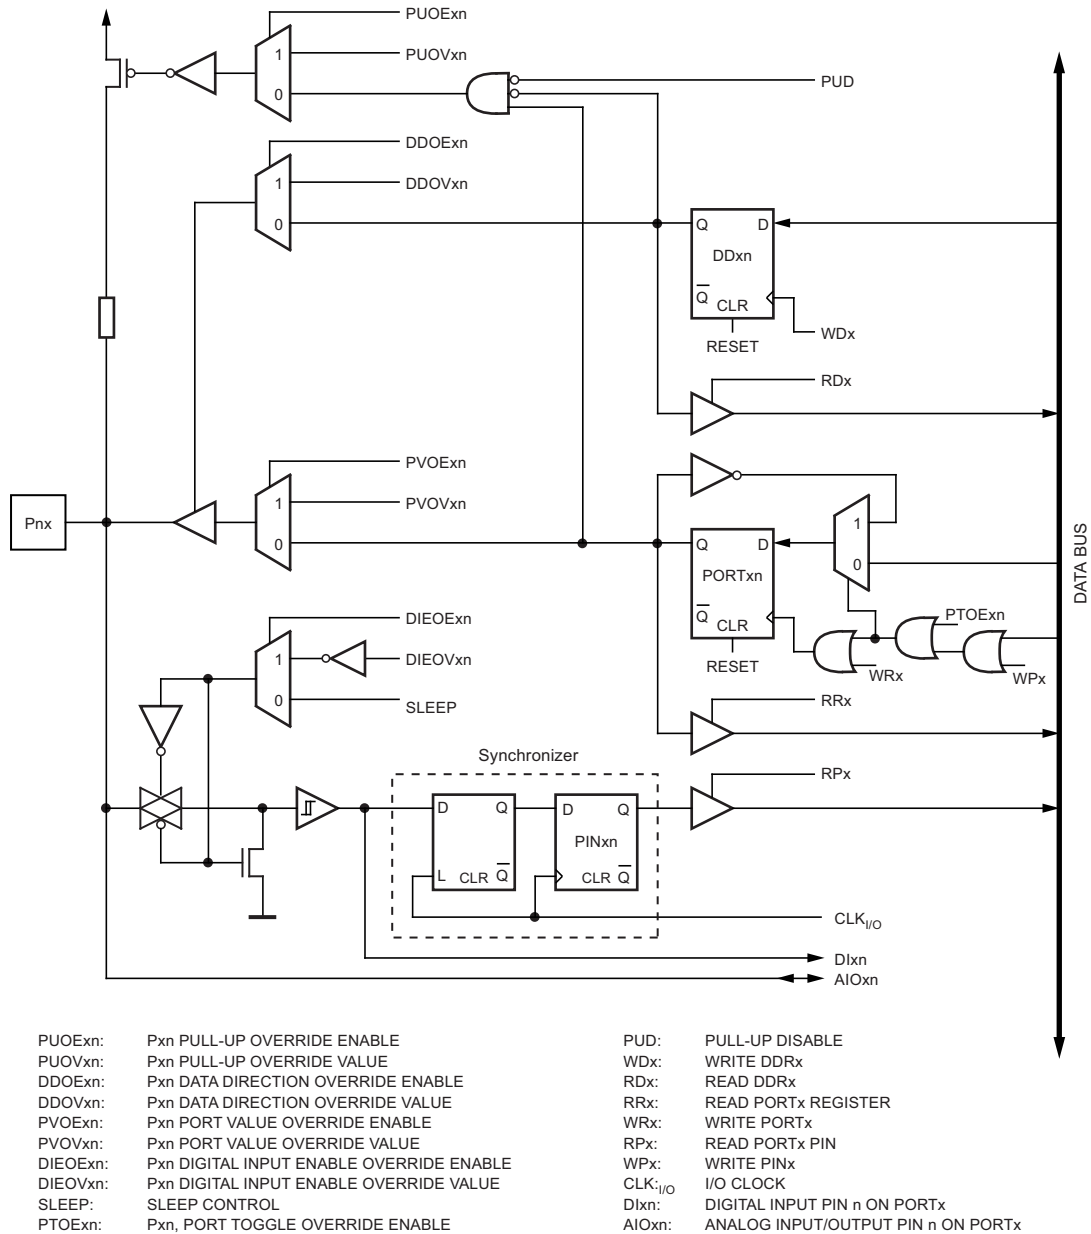 PUOExn
PUOVxn
1
0
PUD
DDOExn
DDOVxn
1
0
Q D
DDxn
Q
CLR
RESET
WDx
RDx
PVOExn
PVOVxn
1
0
Pnx
1
0
Q D
PORTxn
Q
CLR
RESET
PTOExn
WRx
WPx
DATA BUS
DIEOExn
DIEOVxn
SLEEP
1
0
RRx
Synchronizer
RPx
D Q
L CLR Q
D Q
PINxn
CLR Q
CLKI/O
DIxn
AIOxn
PUOExn: Pxn PULL-UP OVERRIDE ENABLE
PUOVxn: Pxn PULL-UP OVERRIDE VALUE
DDOExn: Pxn DATA DIRECTION OVERRIDE ENABLE
DDOVxn: Pxn DATA DIRECTION OVERRIDE VALUE
PVOExn: Pxn PORT VALUE OVERRIDE ENABLE
PVOVxn: Pxn PORT VALUE OVERRIDE VALUE
DIEOExn: Pxn DIGITAL INPUT ENABLE OVERRIDE ENABLE
DIEOVxn: Pxn DIGITAL INPUT ENABLE OVERRIDE VALUE
SLEEP: SLEEP CONTROL
PTOExn: Pxn, PORT TOGGLE OVERRIDE ENABLE
PUD: PULL-UP DISABLE
WDx: WRITE DDRx
RDx: READ DDRx
RRx: READ PORTx REGISTER
WRx: WRITE PORTx
RPx: READ PORTx PIN
WPx: WRITE PINx
CLK:I/O I/O CLOCK
DIxn: DIGITAL INPUT PIN n ON PORTx
AIOxn: ANALOG INPUT/OUTPUT PIN n ON PORTx